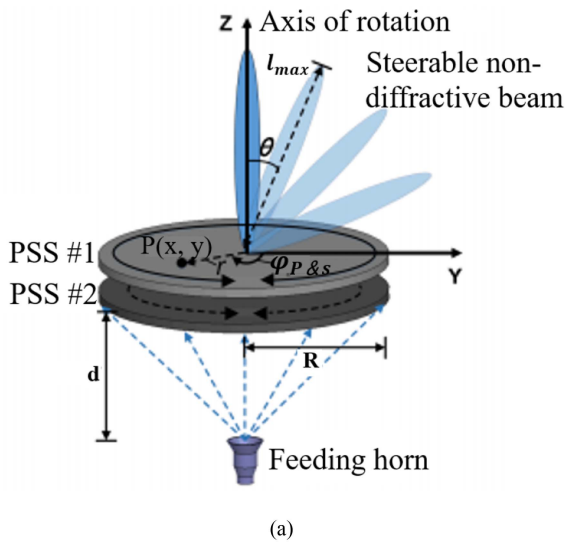 Z
Axis of rotation
l_max
Steerable non-
diffractive beam
θ
P(x, y)
PSS #1
r
φ_P&s
Y
PSS #2
d
R
Feeding horn
(a)